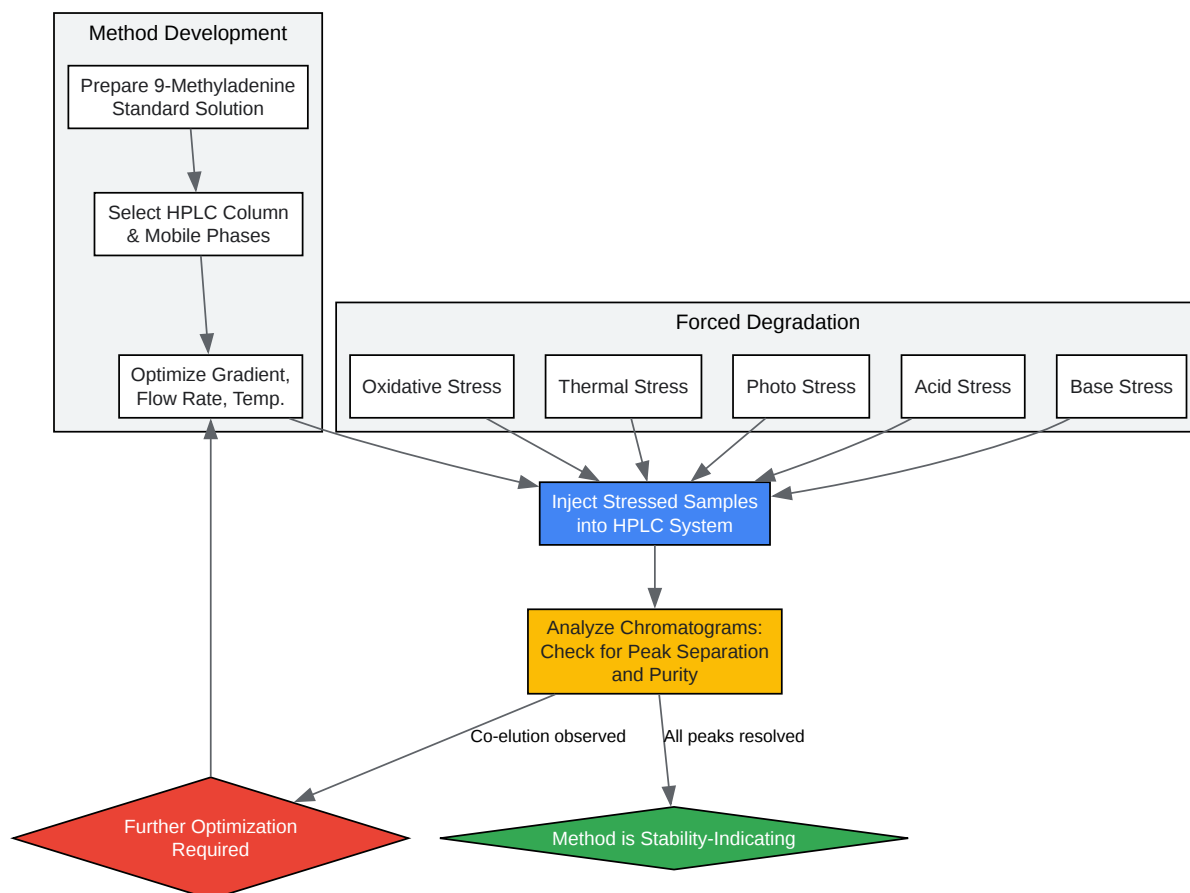 Method Development
Prepare 9-Methyladenine
Standard Solution
Select HPLC Column
& Mobile Phases
Optimize Gradient,
Flow Rate, Temp.
Forced Degradation
Oxidative Stress
Thermal Stress
Photo Stress
Acid Stress
Base Stress
Inject Stressed Samples
into HPLC System
Analyze Chromatograms:
Check for Peak Separation
and Purity
Co-elution observed
All peaks resolved
Further Optimization
Required
Method is Stability-Indicating